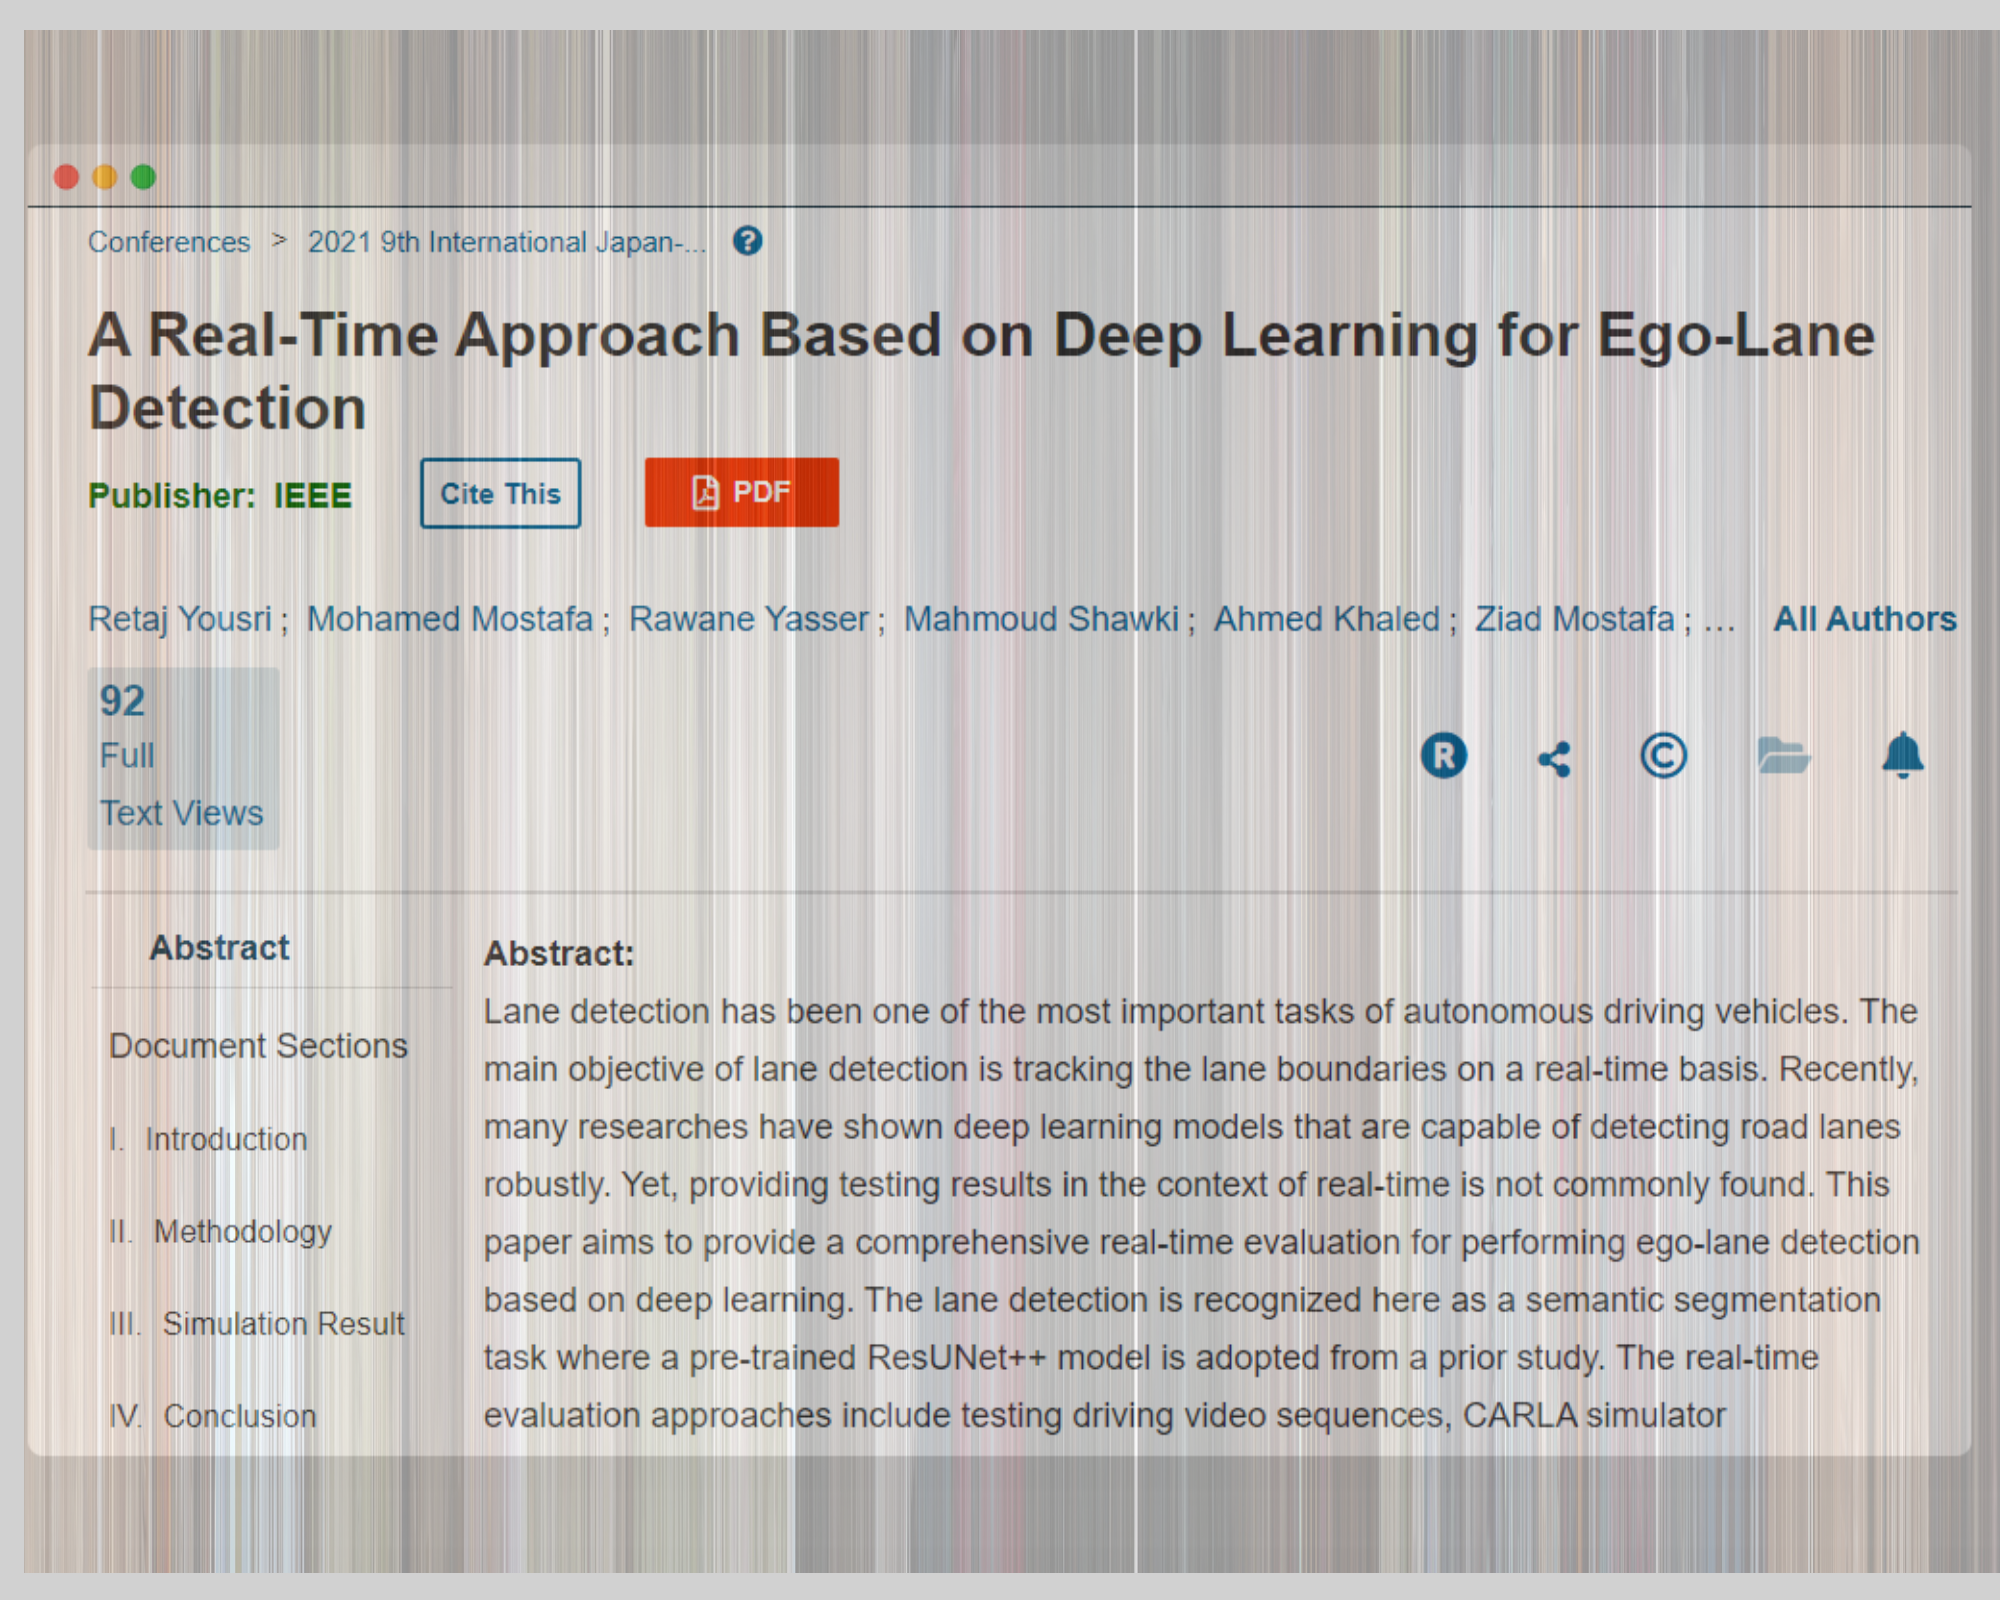 Conferences > 2021 9th International Japan-...
A Real-Time Approach Based on Deep Learning for Ego-Lane
Detection
Publisher: IEEE
Cite This
PDF
Retaj Yousri ; Mohamed Mostafa ; Rawane Yasser ; Mahmoud Shawki ; Ahmed Khaled ; Ziad Mostafa ; ... All Authors
92
Full
Text Views
Abstract
Document Sections
I. Introduction
II. Methodology
III. Simulation Result
IV. Conclusion
Abstract:
Lane detection has been one of the most important tasks of autonomous driving vehicles. The
main objective of lane detection is tracking the lane boundaries on a real-time basis. Recently,
many researches have shown deep learning models that are capable of detecting road lanes
robustly. Yet, providing testing results in the context of real-time is not commonly found. This
paper aims to provide a comprehensive real-time evaluation for performing ego-lane detection
based on deep learning. The lane detection is recognized here as a semantic segmentation
task where a pre-trained ResUNet++ model is adopted from a prior study. The real-time
evaluation approaches include testing driving video sequences, CARLA simulator